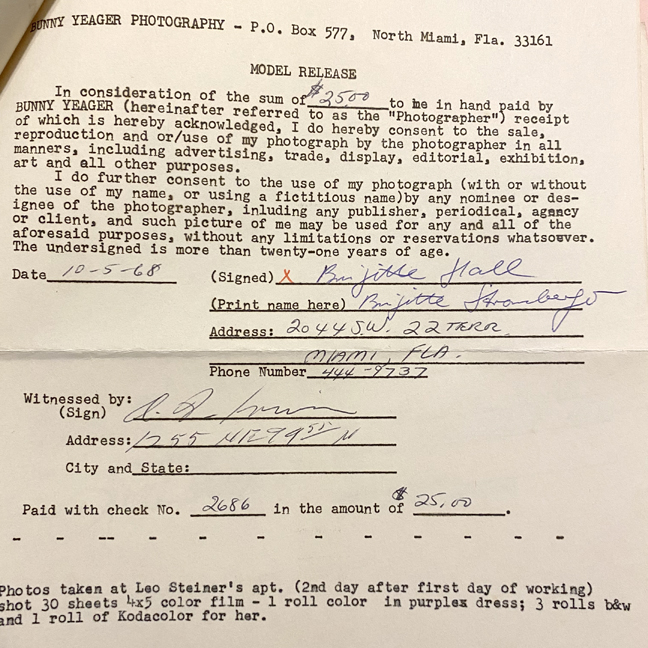 BUNNY YEAGER PHOTOGRAPHY - P.O. Box 577, North Miami, Fla. 33161
MODEL RELEASE
In consideration of the sum of $2500 to me in hand paid by
BUNNY YEAGER (hereinafter referred to as the "Photographer") receipt
of which is hereby acknowledged, I do hereby consent to the sale,
reproduction and or/use of my photograph by the photographer in all
manners, including advertising, trade, display, editorial, exhibition,
art and all other purposes.
I do further consent to the use of my photograph (with or without
the use of my name, or using a fictitious name)by any nominee or des-
ignee of the photographer, inluding any publisher, periodical, agency
or client, and such picture of me may be used for any and all of the
aforesaid purposes, without any limitations or reservations whatsoever.
The undersigned is more than twenty-one years of age.
Date 10-5-68 (Signed) X Brigitte Hall
(Print name here) Brigitte
Address: 2044 S.W. 22 TERR.
MIAMI, FLA.
Phone Number 444-9737
Witnessed by:
(Sign)
Address: 1255 NE 99 ST
City and State:
Paid with check No. 2686 in the amount of $25.00.
- - -- - - - - - - - - - -
Photos taken at Leo Steiner's apt. (2nd day after first day of working)
shot 30 sheets 4x5 color film - 1 roll color in purplex dress; 3 rolls b&w
and 1 roll of Kodacolor for her.